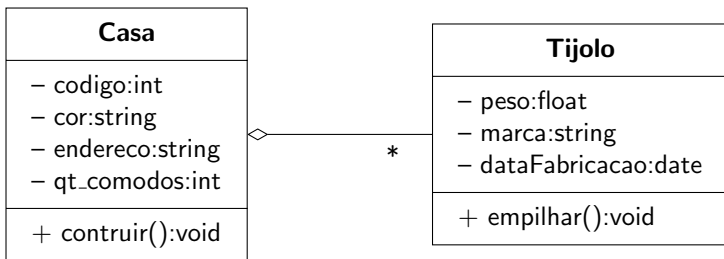 Casa
– codigo:int
– cor:string
– endereco:string
– qt_comodos:int
+ contruir():void
*
Tijolo
– peso:float
– marca:string
– dataFabricacao:date
+ empilhar():void